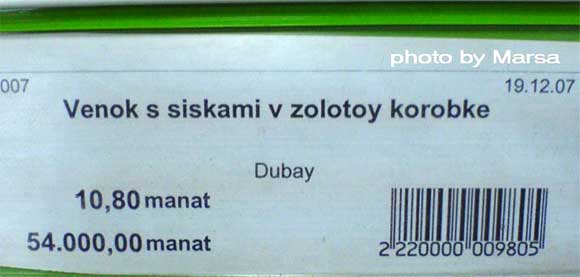 photo by Marsa
007 19.12.07
Venok s siskami v zolotoy korobke
Dubay
10,80 manat
54.000,00 manat
2 220000 009805